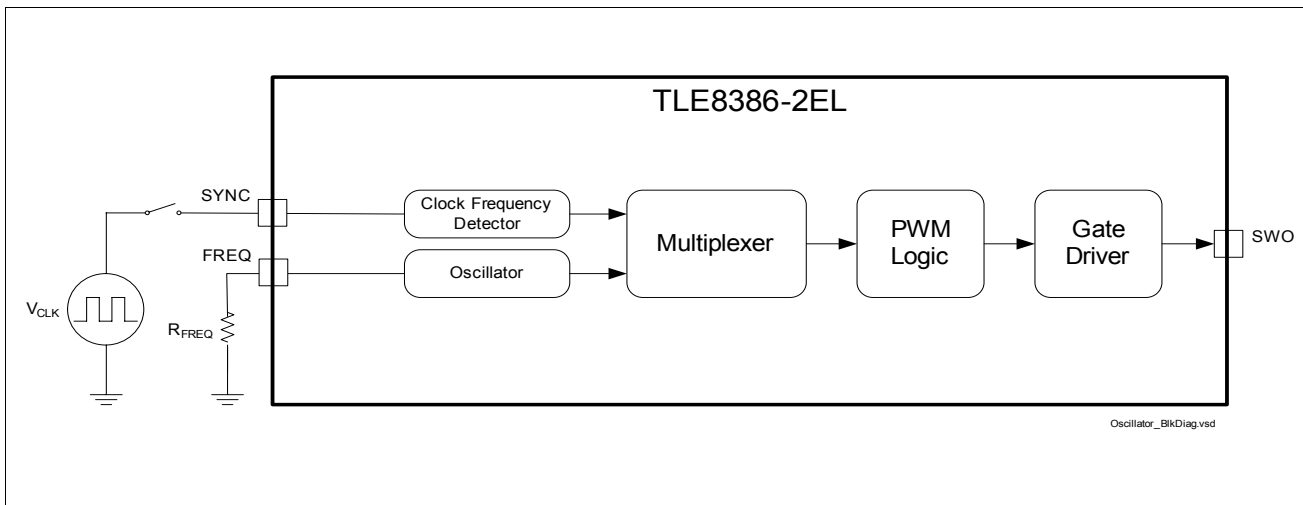 TLE8386-2EL
SYNC
Clock Frequency
Detector
FREQ
Oscillator
Multiplexer
PWM
Logic
Gate
Driver
SWO
VCLK
RFREQ
Oscillator_BlkDiag.vsd